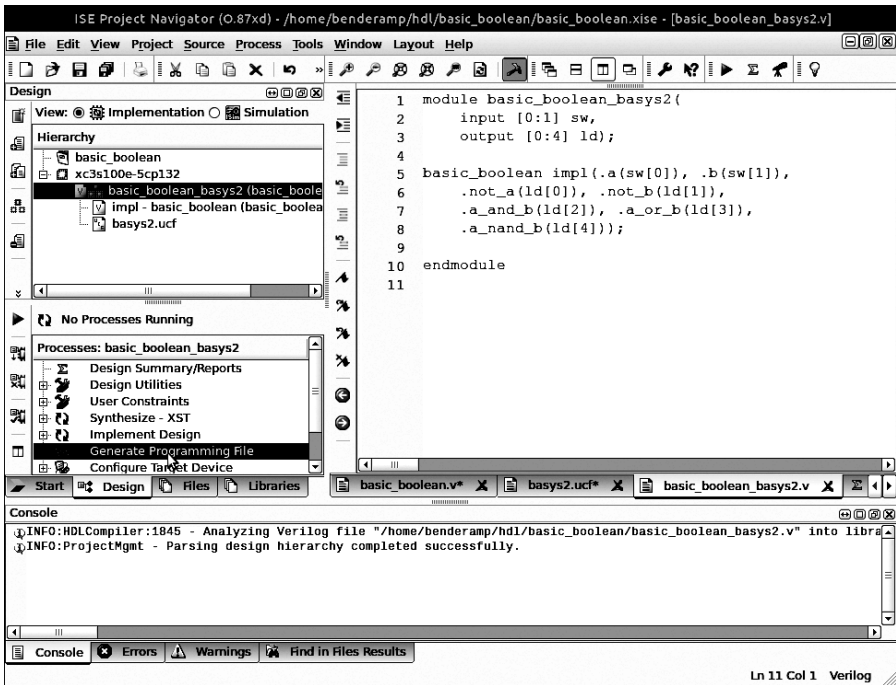 ISE Project Navigator (O.87xd) - /home/benderamp/hdl/basic_boolean/basic_boolean.xise - [basic_boolean_basys2.v]
File Edit View Project Source Process Tools Window Layout Help
Design
View: Implementation Simulation
Hierarchy
basic_boolean
xc3s100e-5cp132
basic_boolean_basys2 (basic_boole
impl - basic_boolean (basic_boolea
basys2.ucf
No Processes Running
Processes: basic_boolean_basys2
Design Summary/Reports
Design Utilities
User Constraints
Synthesize - XST
Implement Design
Generate Programming File
Configure Target Device
Start Design Files Libraries
1 module basic_boolean_basys2(
2 input [0:1] sw,
3 output [0:4] ld);
4
5 basic_boolean impl(.a(sw[0]), .b(sw[1]),
6 .not_a(ld[0]), .not_b(ld[1]),
7 .a_and_b(ld[2]), .a_or_b(ld[3]),
8 .a_nand_b(ld[4]));
9
10 endmodule
11
basic_boolean.v* basys2.ucf* basic_boolean_basys2.v Σ
Console
INFO:HDLCompiler:1845 - Analyzing Verilog file "/home/benderamp/hdl/basic_boolean/basic_boolean_basys2.v" into libra
INFO:ProjectMgmt - Parsing design hierarchy completed successfully.
Console Errors Warnings Find in Files Results
Ln 11 Col 1 Verilog